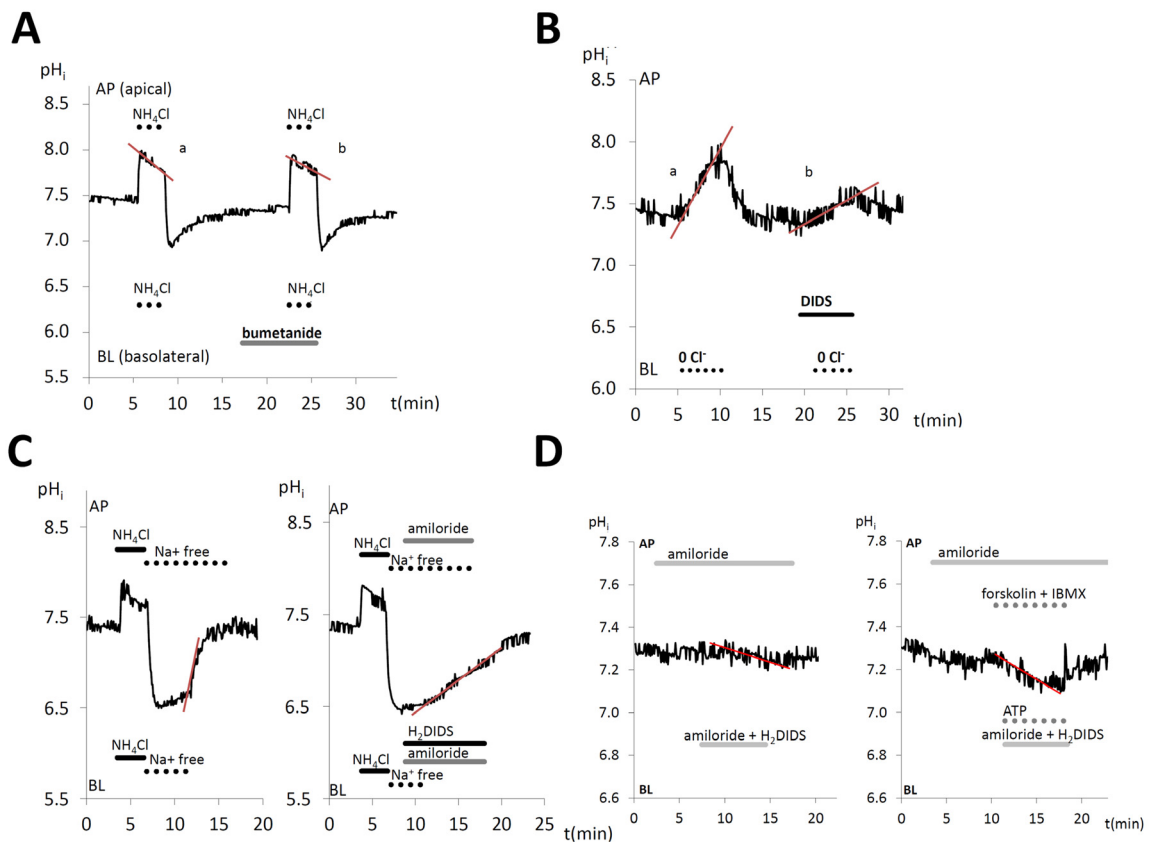 A
pHi
AP (apical)
8.5
8.0
7.5
7.0
6.5
6.0
5.5
NH4Cl
NH4Cl
a
b
NH4Cl
NH4Cl
bumetanide
BL (basolateral)
0 5 10 15 20 25 30
t(min)
B
pHi
AP
8.5
8.0
7.5
7.0
6.5
6.0
a
b
DIDS
0 Cl-
0 Cl-
BL
0 5 10 15 20 25 30
t(min)
C
pHi
AP
8.5
7.5
6.5
5.5
NH4Cl
Na+ free
NH4Cl
Na+ free
BL
0 5 10 15 20
pHi
AP
8.5
7.5
6.5
5.5
amiloride
NH4Cl
Na+ free
H2DIDS
amiloride
NH4Cl
Na+ free
BL
0 5 10 15 20 25
t(min)
D
pHi
AP
7.8
7.6
7.4
7.2
7.0
6.8
6.6
amiloride
amiloride + H2DIDS
BL
0 5 10 15 20
t(min)
pHi
AP
7.8
7.6
7.4
7.2
7.0
6.8
6.6
amiloride
forskolin + IBMX
ATP
amiloride + H2DIDS
BL
0 5 10 15 20
t(min)